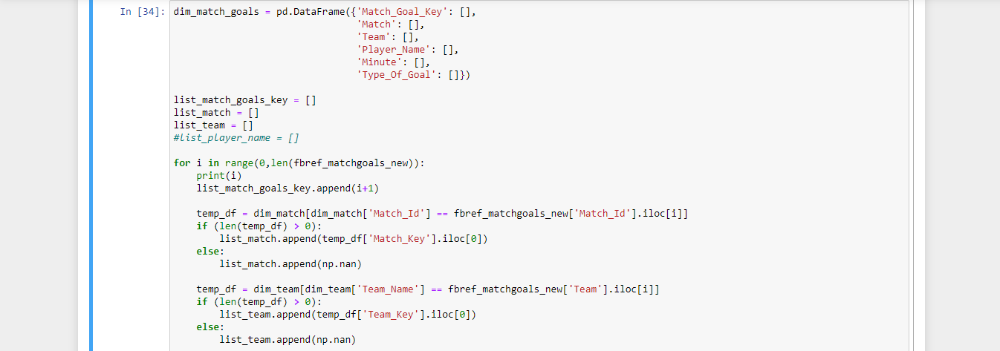 In [34]: dim_match_goals = pd.DataFrame({'Match_Goal_Key': [],
'Match': [],
'Team': [],
'Player_Name': [],
'Minute': [],
'Type_Of_Goal': []})
list_match_goals_key = []
list_match = []
list_team = []
#list_player_name = []
for i in range(0,len(fbref_matchgoals_new)):
print(i)
list_match_goals_key.append(i+1)
temp_df = dim_match[dim_match['Match_Id'] == fbref_matchgoals_new['Match_Id'].iloc[i]]
if (len(temp_df) > 0):
list_match.append(temp_df['Match_Key'].iloc[0])
else:
list_match.append(np.nan)
temp_df = dim_team[dim_team['Team_Name'] == fbref_matchgoals_new['Team'].iloc[i]]
if (len(temp_df) > 0):
list_team.append(temp_df['Team_Key'].iloc[0])
else:
list_team.append(np.nan)